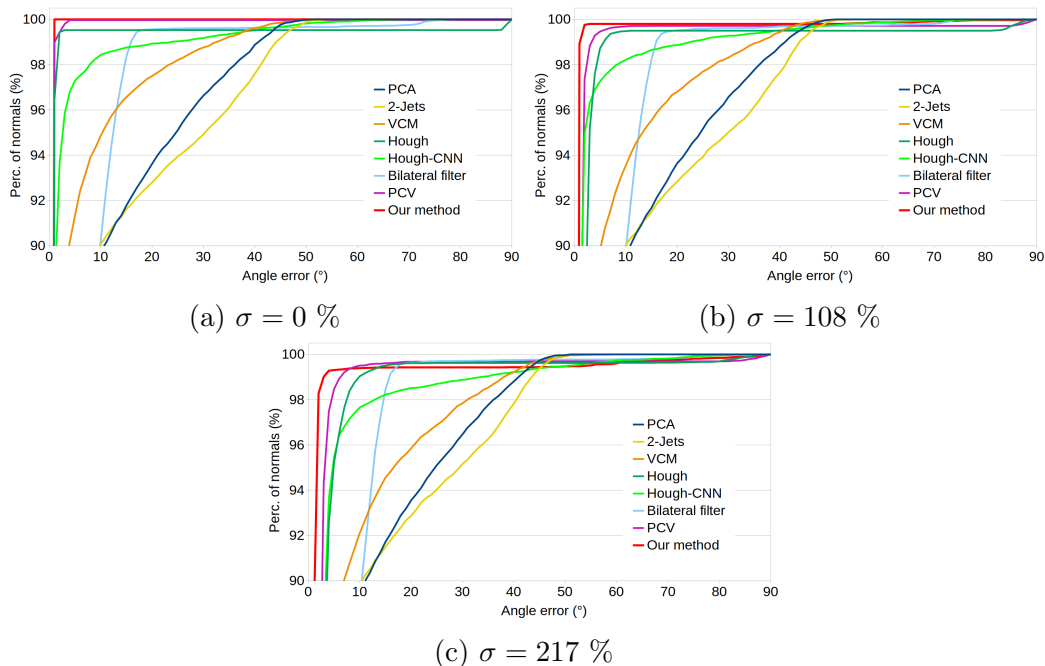 100
98
96
94
92
90
Perc. of normals (%)
PCA
2-Jets
VCM
Hough
Hough-CNN
Bilateral filter
PCV
Our method
0 10 20 30 40 50 60 70 80 90
Angle error (°)
(a) σ = 0 %
100
98
96
94
92
90
Perc. of normals (%)
PCA
2-Jets
VCM
Hough
Hough-CNN
Bilateral filter
PCV
Our method
0 10 20 30 40 50 60 70 80 90
Angle error (°)
(b) σ = 108 %
100
98
96
94
92
90
Perc. of normals (%)
PCA
2-Jets
VCM
Hough
Hough-CNN
Bilateral filter
PCV
Our method
0 10 20 30 40 50 60 70 80 90
Angle error (°)
(c) σ = 217 %